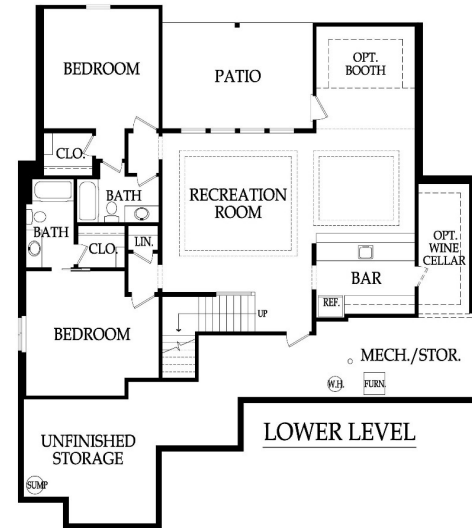 BEDROOM
PATIO
OPT.
BOOTH
CLO.
BATH
RECREATION
ROOM
BATH
CLO.
LIN.
OPT.
WINE
CELLAR
BAR
REF.
UP
BEDROOM
MECH./STOR.
W.H.
FURN.
UNFINISHED
STORAGE
LOWER LEVEL
SUMP